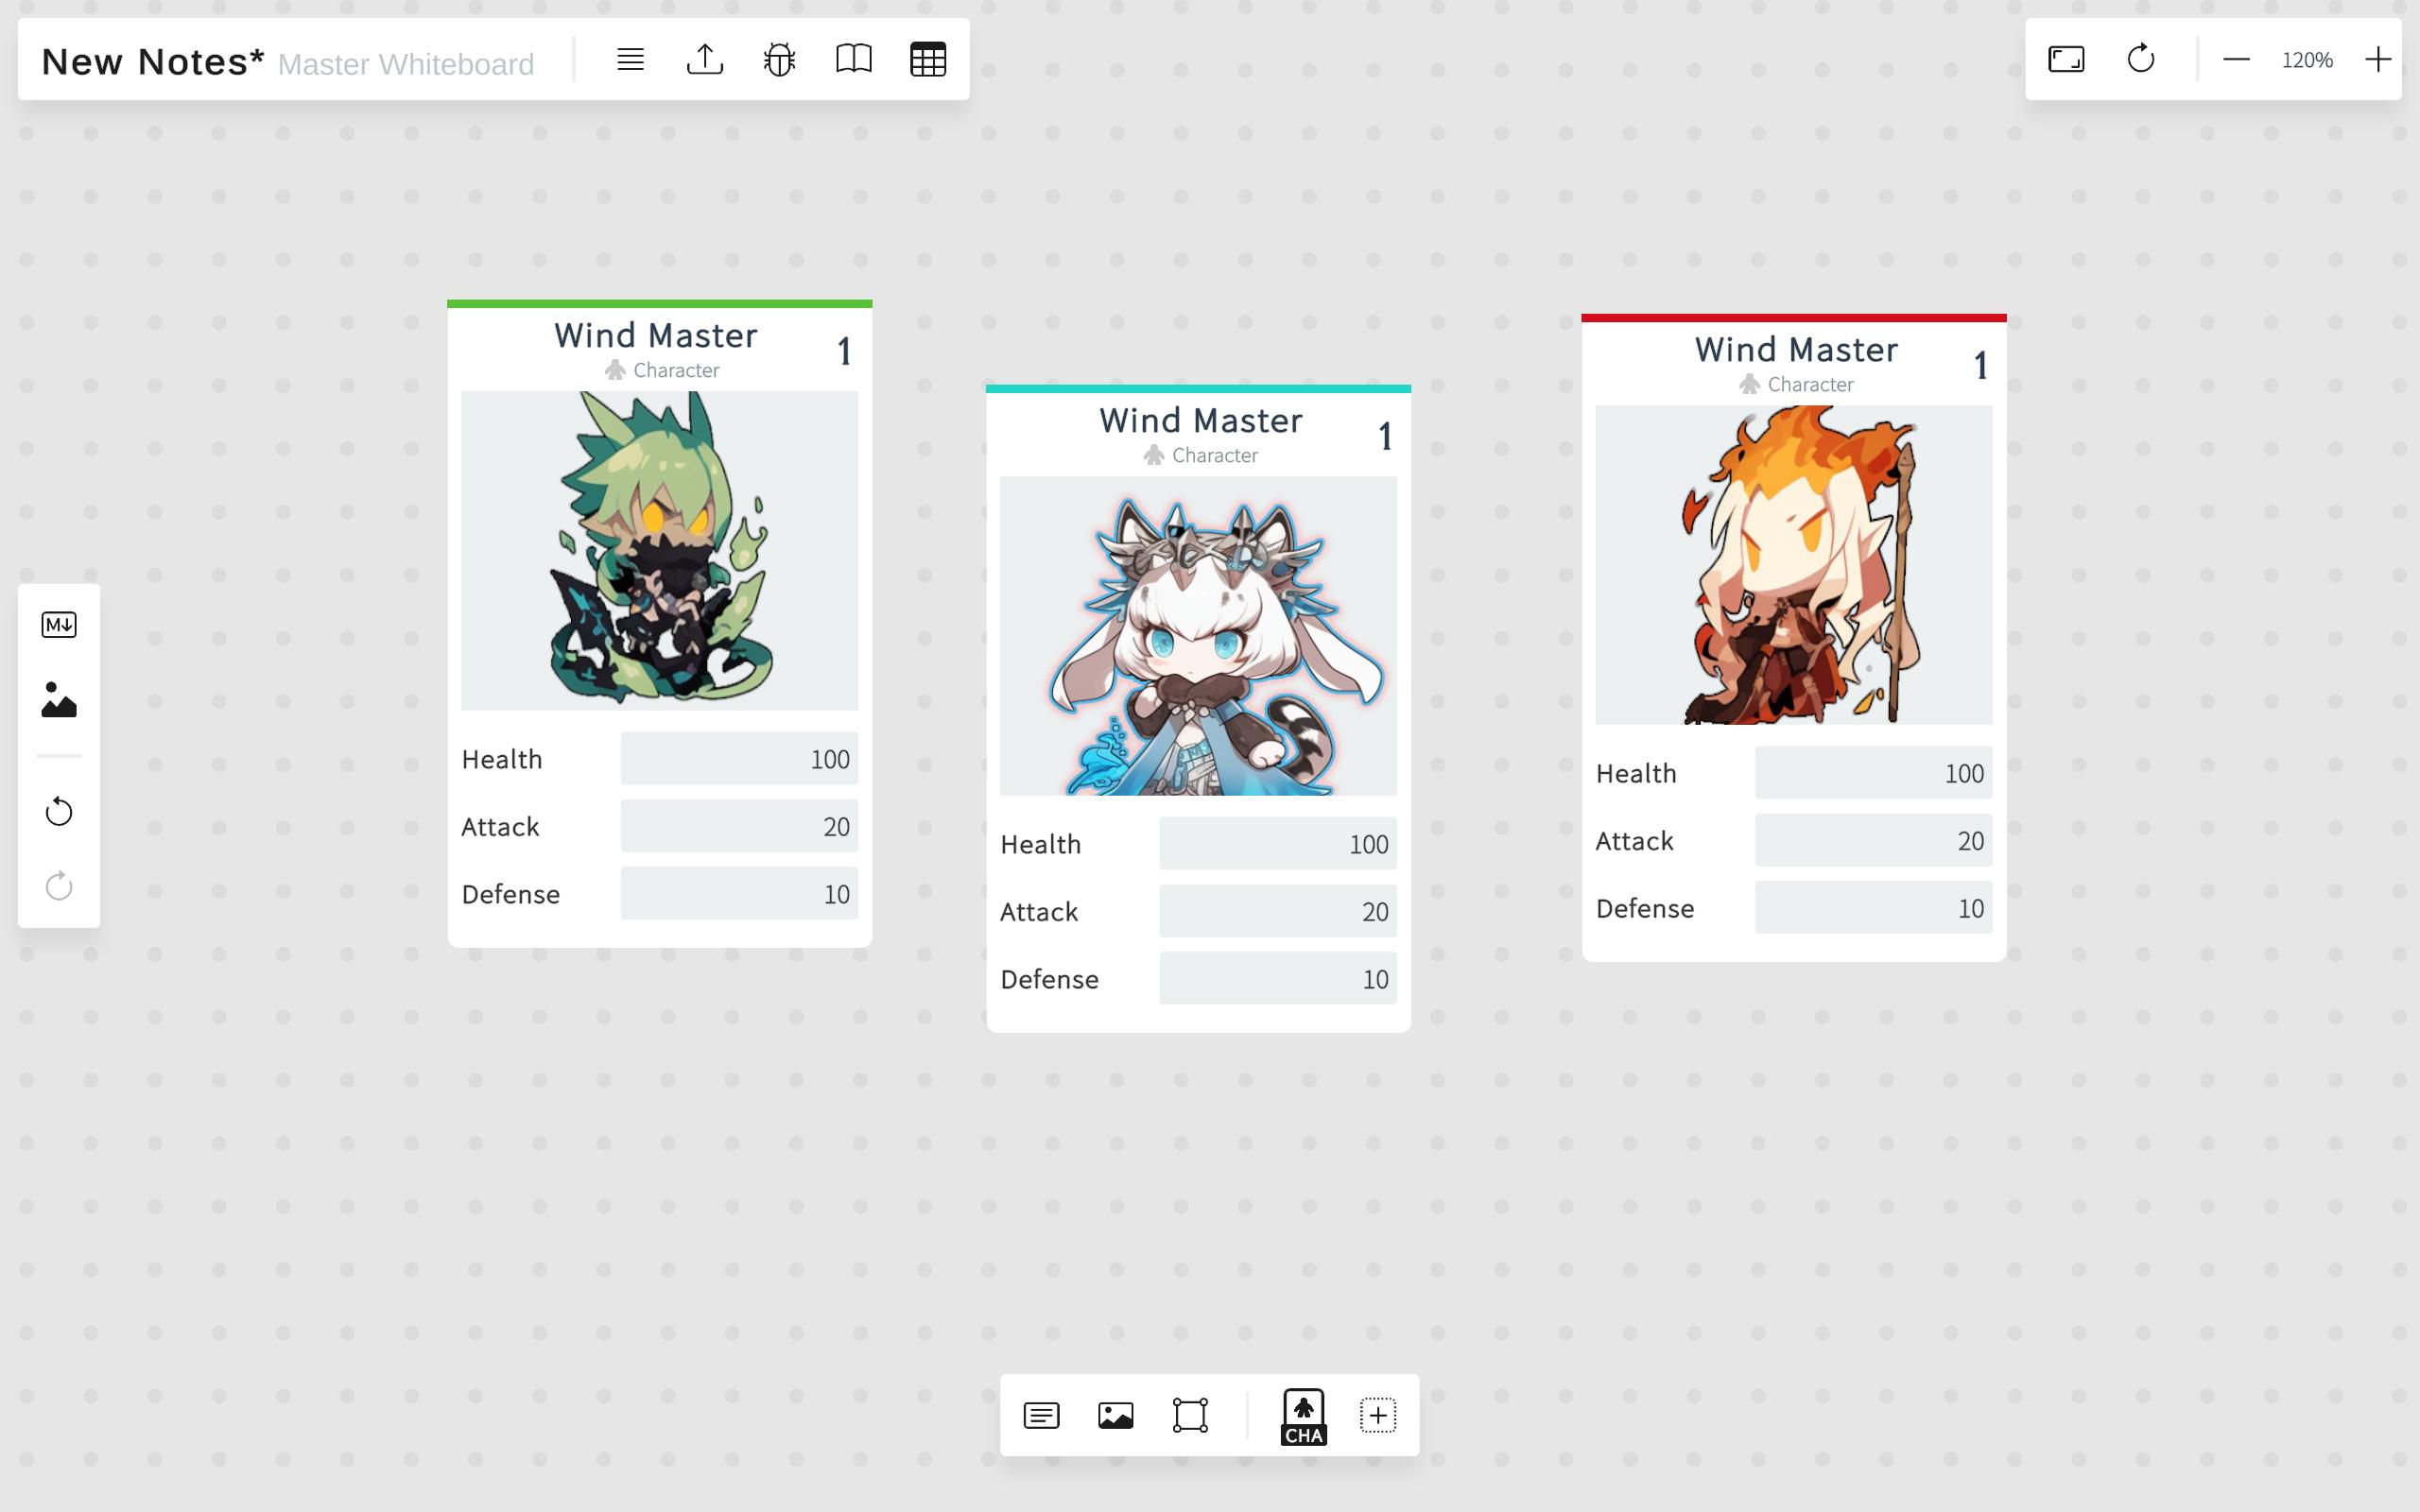 New Notes* Master Whiteboard
120%
Wind Master
1
Character
Health 100
Attack 20
Defense 10
Wind Master
1
Character
Health 100
Attack 20
Defense 10
Wind Master
1
Character
Health 100
Attack 20
Defense 10
M↓
CHA